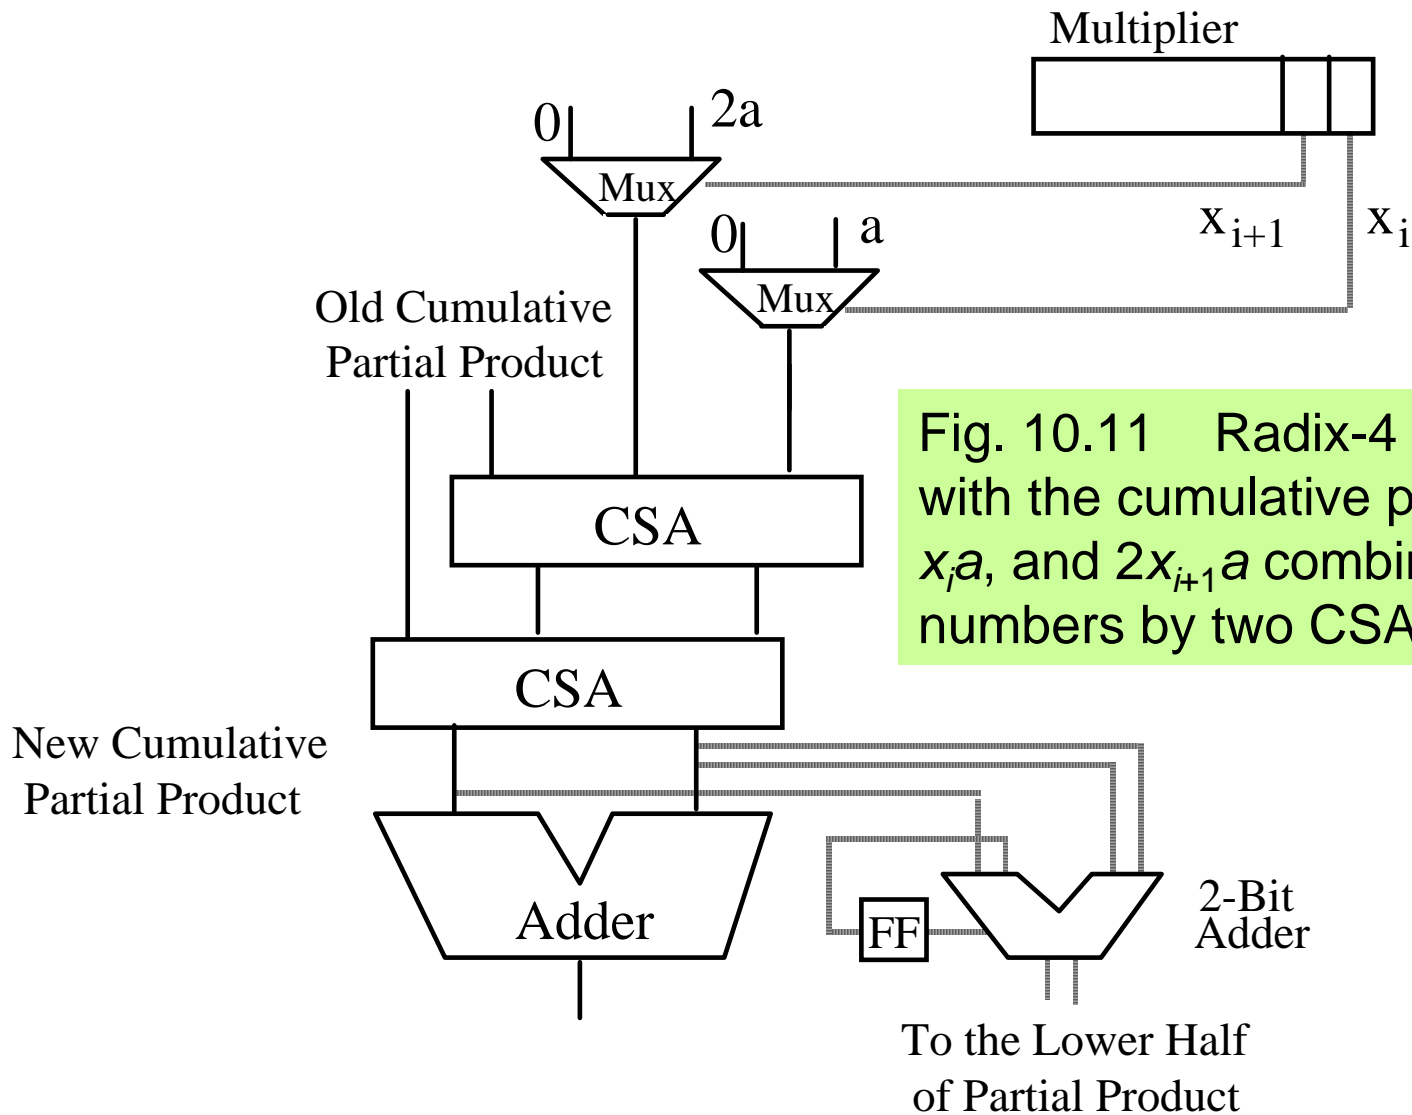 Multiplier
0
2a
Mux
x i+1
x i
0
a
Mux
Old Cumulative
Partial Product
Fig. 10.11 Radix-4
with the cumulative p
xia, and 2xi+1a combin
numbers by two CSA
CSA
CSA
New Cumulative
Partial Product
Adder
FF
2-Bit
Adder
To the Lower Half
of Partial Product